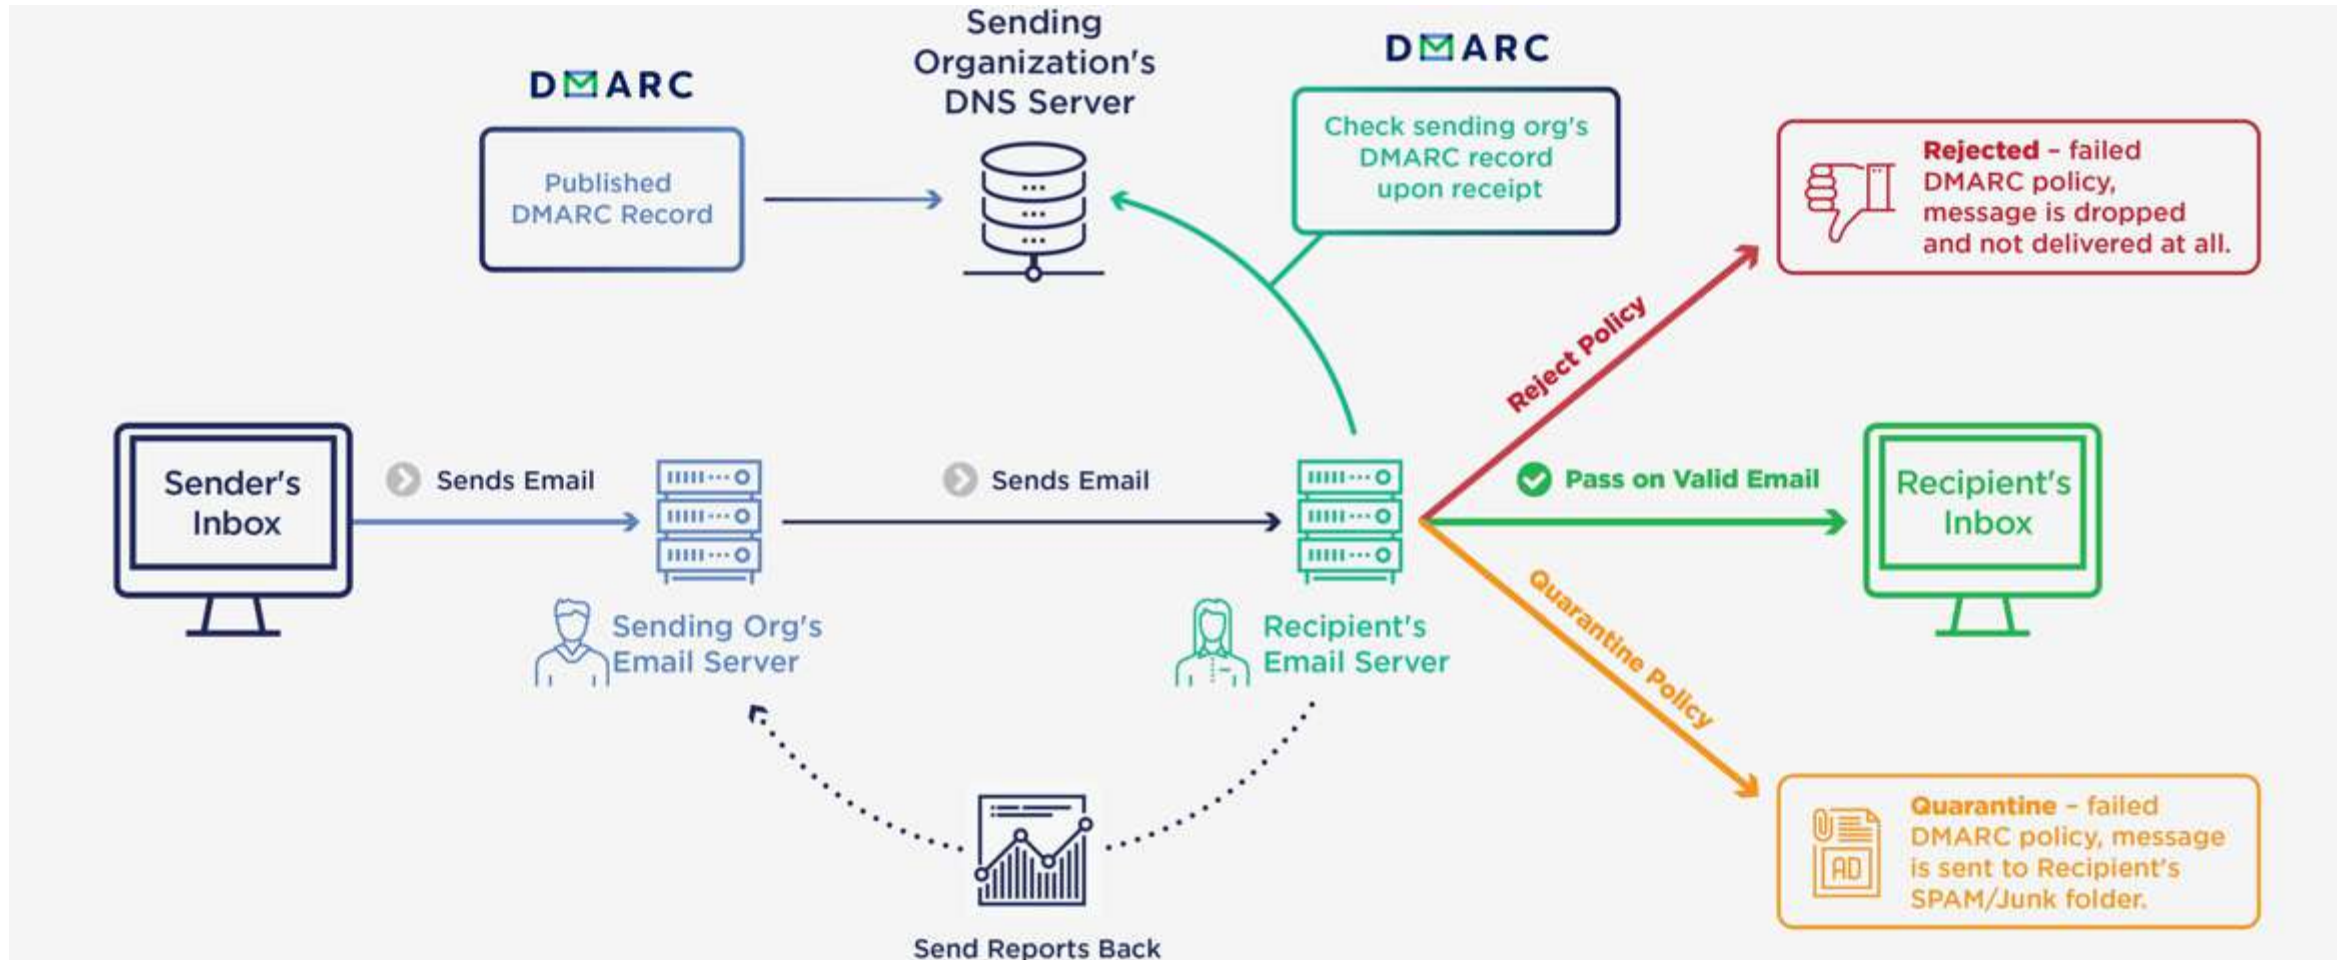 Sending
Organization's
DNS Server
DMARC
Published
DMARC Record
DMARC
Check sending org's
DMARC record
upon receipt
Rejected – failed
DMARC policy,
message is dropped
and not delivered at all.
Reject Policy
Sender's
Inbox
Sends Email
Sends Email
Pass on Valid Email
Recipient's
Inbox
Sending Org's
Email Server
Recipient's
Email Server
Quarantine Policy
Quarantine – failed
DMARC policy, message
is sent to Recipient's
SPAM/Junk folder.
AD
Send Reports Back